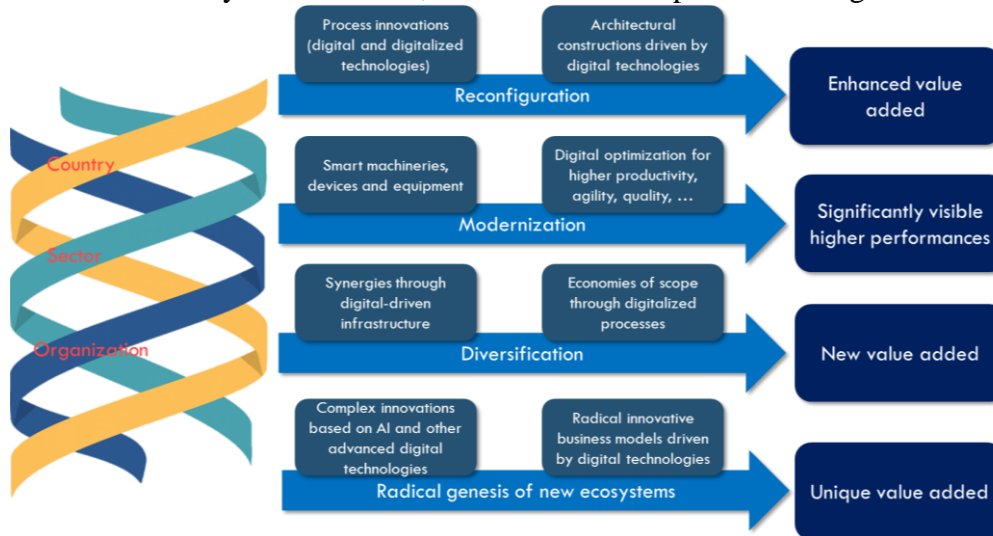 Process innovations
(digital and digitalized
technologies)
Architectural
constructions driven by
digital technologies
Reconfiguration
Enhanced value
added
Country
Smart machineries,
devices and equipment
Digital optimization for
higher productivity,
agility, quality, ...
Modernization
Significantly visible
higher performances
Sector
Synergies through
digital-driven
infrastructure
Economies of scope
through digitalized
processes
Diversification
New value added
Organization
Complex innovations
based on AI and other
advanced digital
technologies
Radical innovative
business models driven
by digital technologies
Radical genesis of new ecosystems
Unique value added